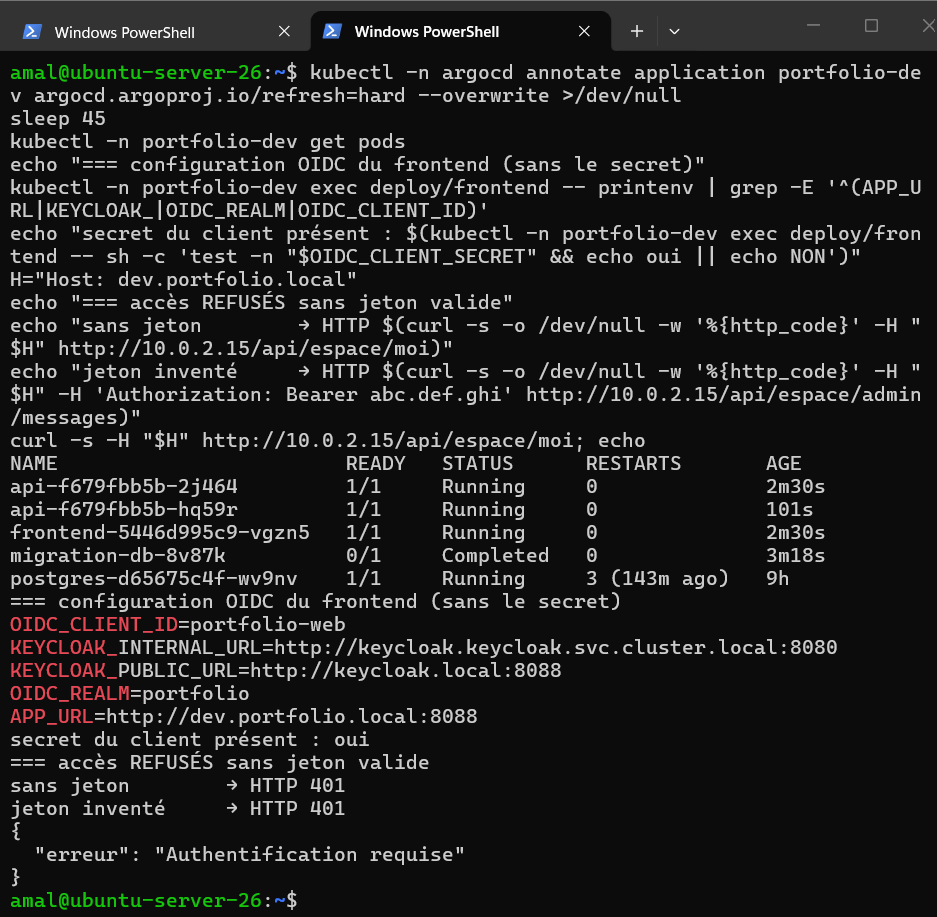 Windows PowerShell
Windows PowerShell
amal@ubuntu-server-26:~$ kubectl -n argocd annotate application portfolio-de
v argocd.argoproj.io/refresh=hard --overwrite >/dev/null
sleep 45
kubectl -n portfolio-dev get pods
echo "=== configuration OIDC du frontend (sans le secret)"
kubectl -n portfolio-dev exec deploy/frontend -- printenv | grep -E '^(APP_U
RL|KEYCLOAK_|OIDC_REALM|OIDC_CLIENT_ID)'
echo "secret du client présent : $(kubectl -n portfolio-dev exec deploy/fron
tend -- sh -c 'test -n "$OIDC_CLIENT_SECRET" && echo oui || echo NON')"
H="Host: dev.portfolio.local"
echo "=== accès REFUSÉS sans jeton valide"
echo "sans jeton        → HTTP $(curl -s -o /dev/null -w '%{http_code}' -H "
$H" http://10.0.2.15/api/espace/moi)"
echo "jeton inventé     → HTTP $(curl -s -o /dev/null -w '%{http_code}' -H "
$H" -H 'Authorization: Bearer abc.def.ghi' http://10.0.2.15/api/espace/admin
/messages)"
curl -s -H "$H" http://10.0.2.15/api/espace/moi; echo
NAME                        READY   STATUS      RESTARTS       AGE
api-f679fbb5b-2j464         1/1     Running     0              2m30s
api-f679fbb5b-hq59r         1/1     Running     0              101s
frontend-5446d995c9-vgzn5   1/1     Running     0              2m30s
migration-db-8v87k          0/1     Completed   0              3m18s
postgres-d65675c4f-wv9nv    1/1     Running     3 (143m ago)   9h
=== configuration OIDC du frontend (sans le secret)
OIDC_CLIENT_ID=portfolio-web
KEYCLOAK_INTERNAL_URL=http://keycloak.keycloak.svc.cluster.local:8080
KEYCLOAK_PUBLIC_URL=http://keycloak.local:8088
OIDC_REALM=portfolio
APP_URL=http://dev.portfolio.local:8088
secret du client présent : oui
=== accès REFUSÉS sans jeton valide
sans jeton        → HTTP 401
jeton inventé     → HTTP 401
{
  "erreur": "Authentification requise"
}
amal@ubuntu-server-26:~$